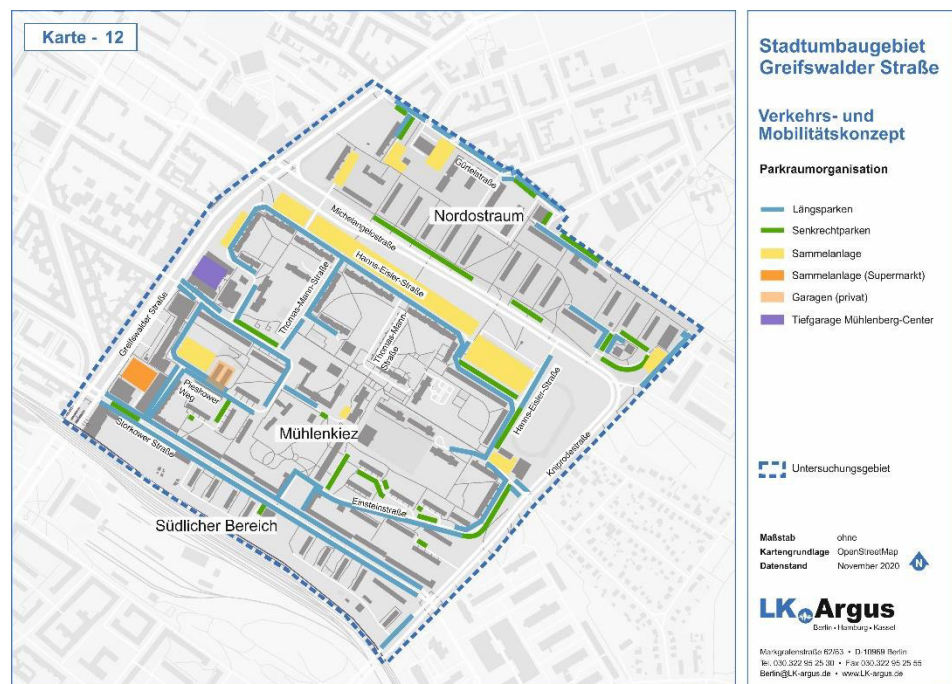 Karte - 12
Gürtelstraße
Nordostraum
Michelangelostraße
Hanns-Eisler-Straße
Thomas-Mann-Straße
Thomas-Mann-
Straße
Greifswalder Straße
Hanns-Eisler-Straße
Pieskower
Weg
Mühlenkiez
Kniprodestraße
Storkower Straße
Einsteinstraße
Südlicher Bereich
Stadtumbaugebiet
Greifswalder Straße
Verkehrs- und
Mobilitätskonzept
Parkraumorganisation
Längsparken
Senkrechtparken
Sammelanlage
Sammelanlage (Supermarkt)
Garagen (privat)
Tiefgarage Mühlenberg-Center
Untersuchungsgebiet
Maßstab ohne
Kartengrundlage OpenStreetMap
Datenstand November 2020
N
LK Argus
Berlin • Hamburg • Kassel
Markgrafenstraße 62/63 • D-10969 Berlin
Tel. 030.322 95 25 30 • Fax 030.322 95 25 55
Berlin@LK-argus.de • www.LK-argus.de